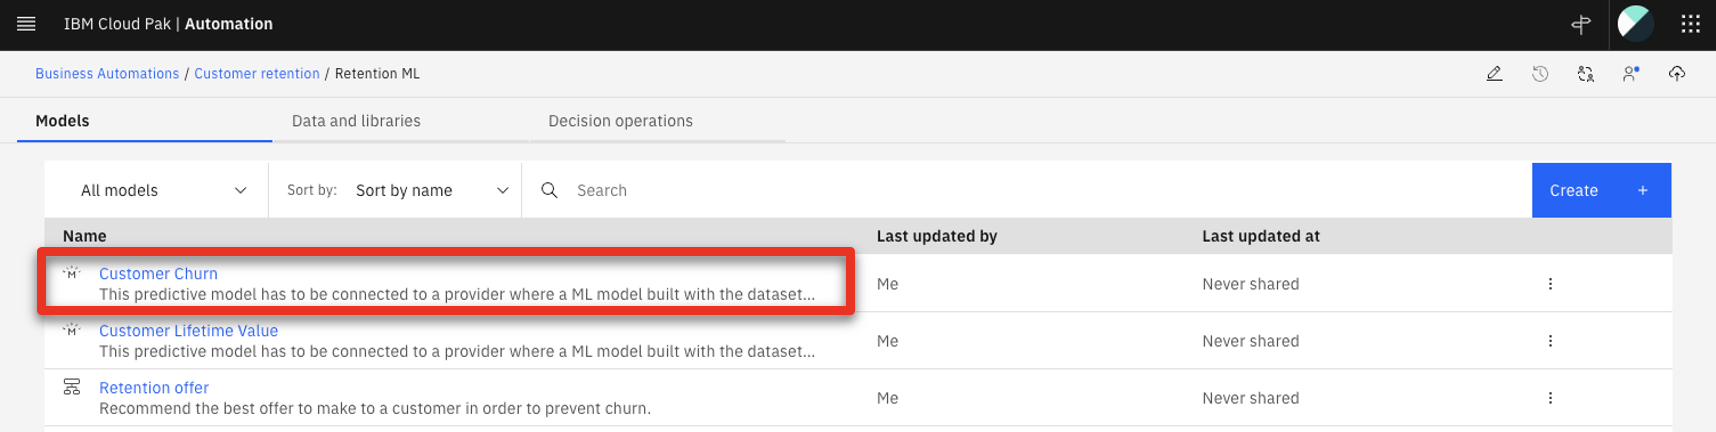 IBM Cloud Pak | Automation
Business Automations / Customer retention / Retention ML
Models Data and libraries Decision operations
All models Sort by: Sort by name Search Create +
Name Last updated by Last updated at
Customer Churn
This predictive model has to be connected to a provider where a ML model built with the dataset...
Me Never shared
Customer Lifetime Value
This predictive model has to be connected to a provider where a ML model built with the dataset...
Me Never shared
Retention offer
Recommend the best offer to make to a customer in order to prevent churn.
Me Never shared